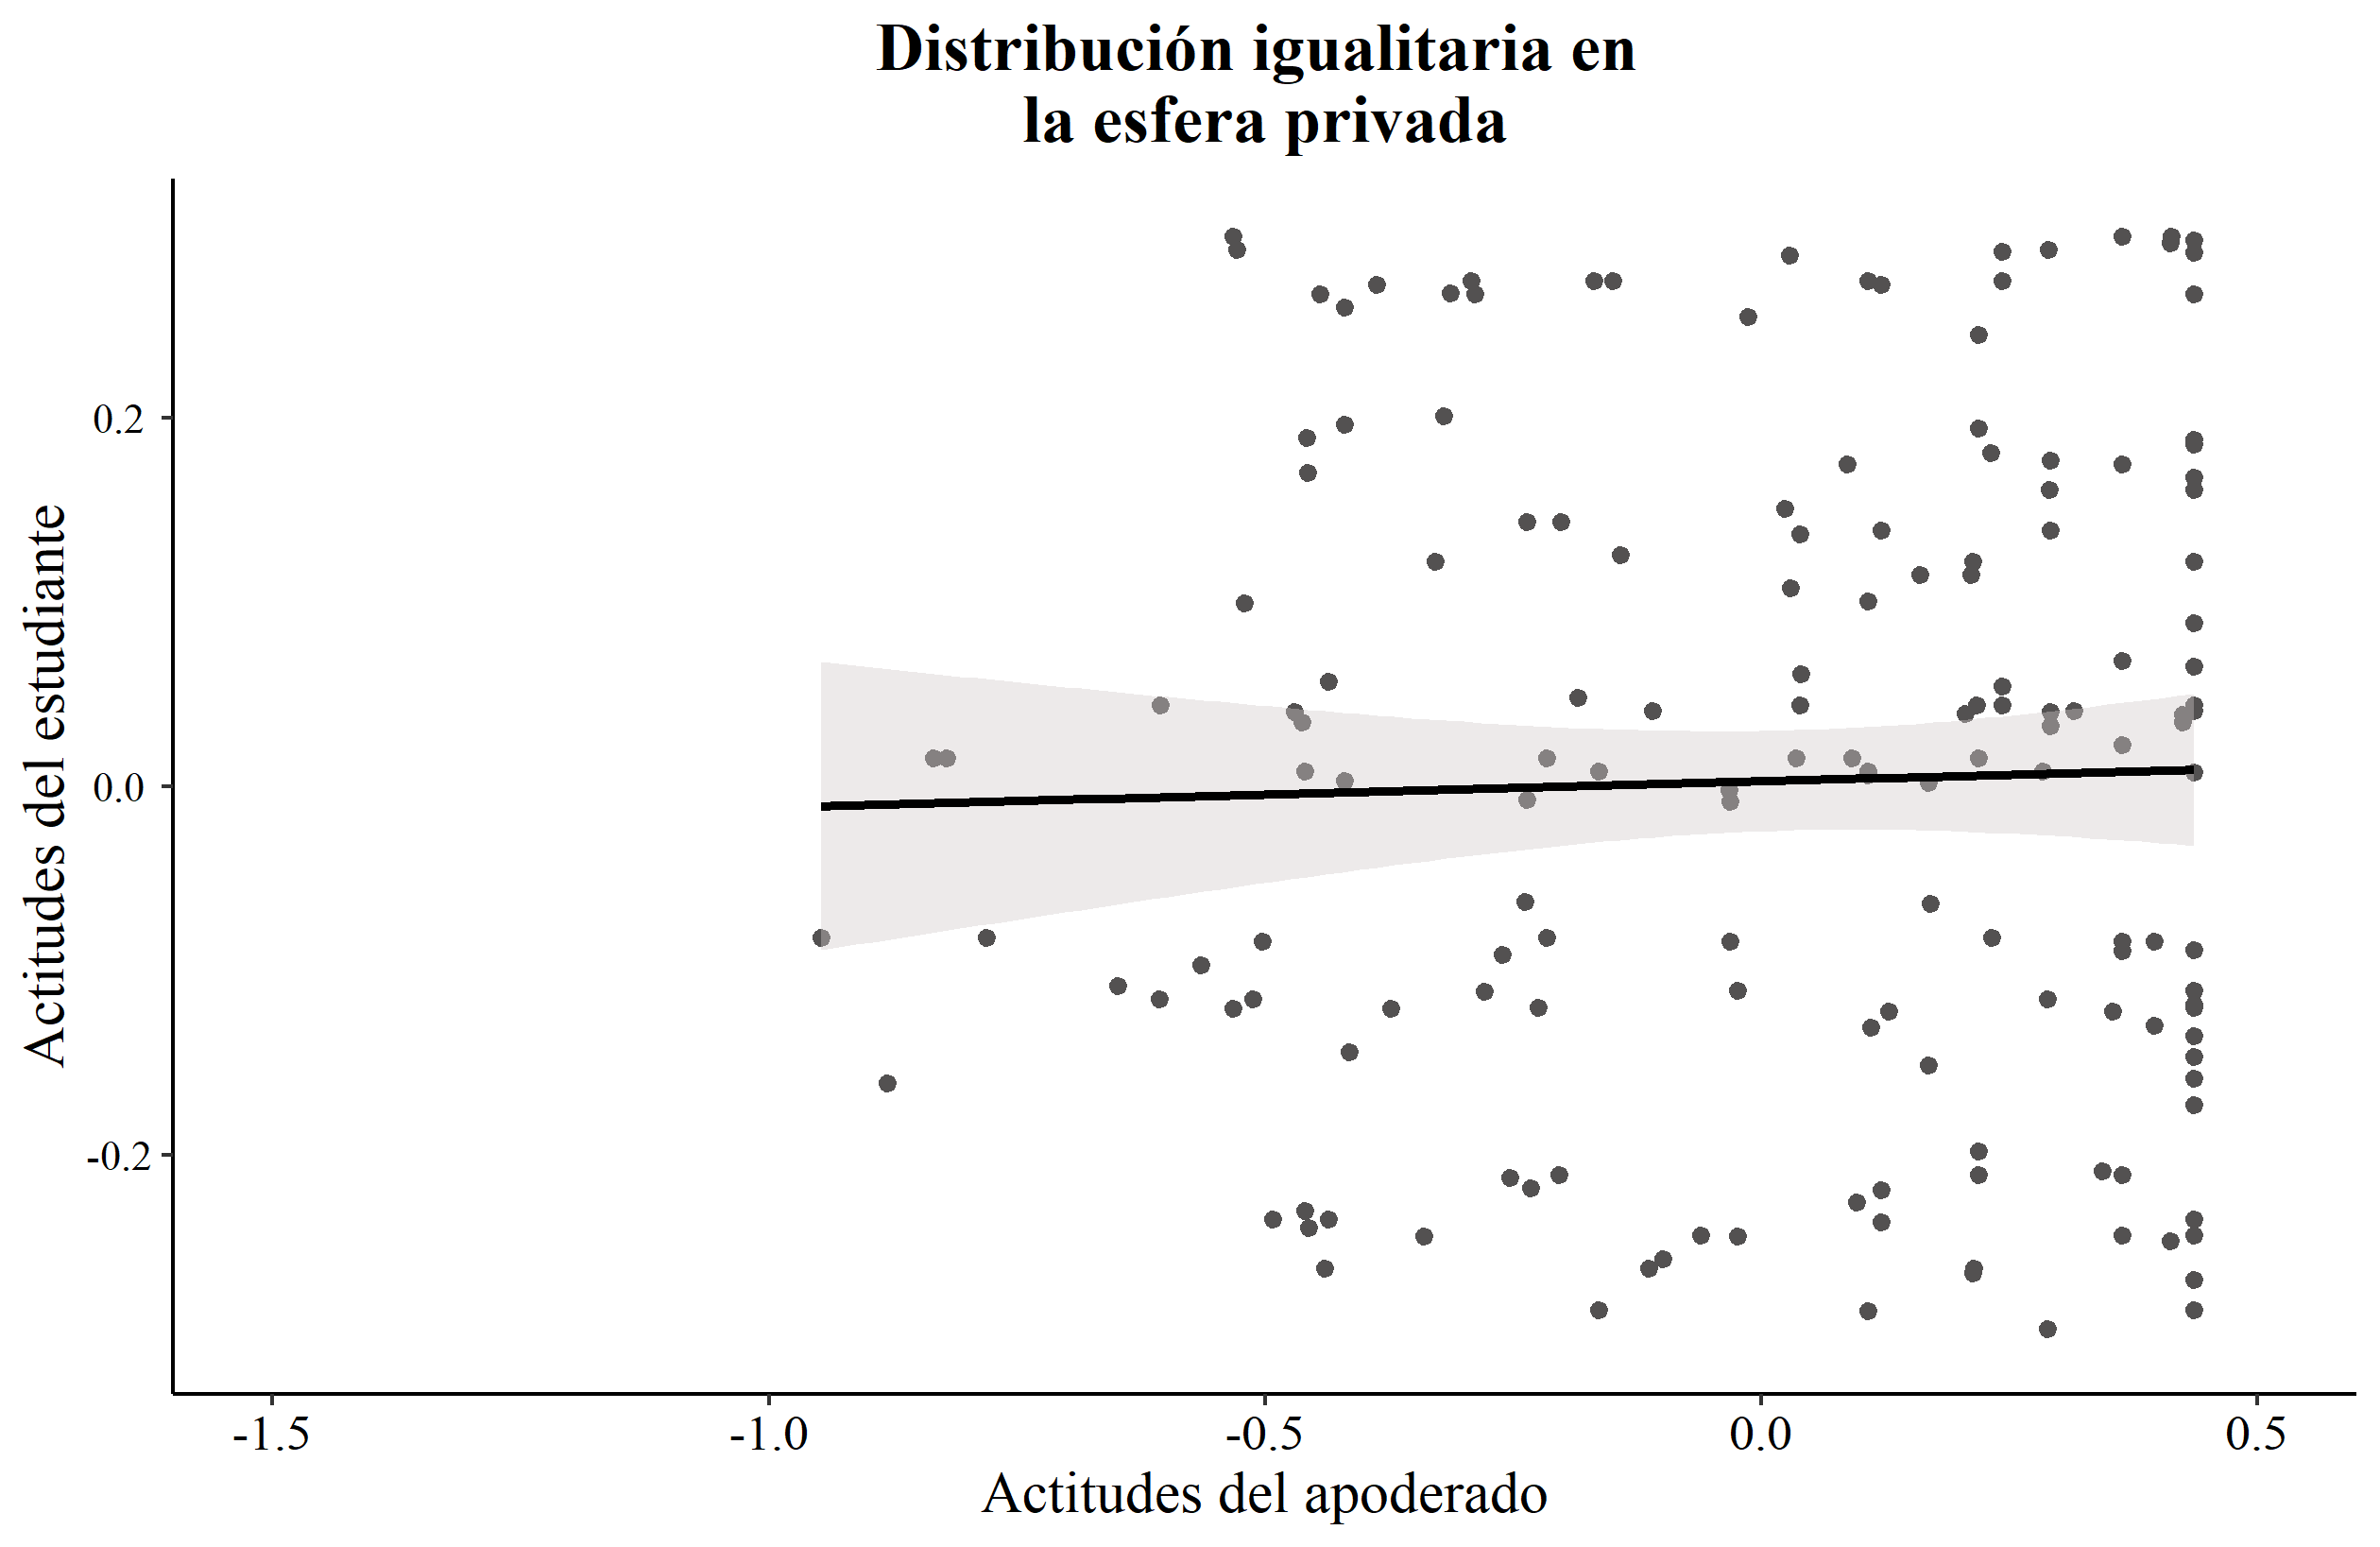 Distribución igualitaria en
la esfera privada
Actitudes del estudiante
0.2
0.0
-0.2
-1.5
-1.0
-0.5
0.0
0.5
Actitudes del apoderado